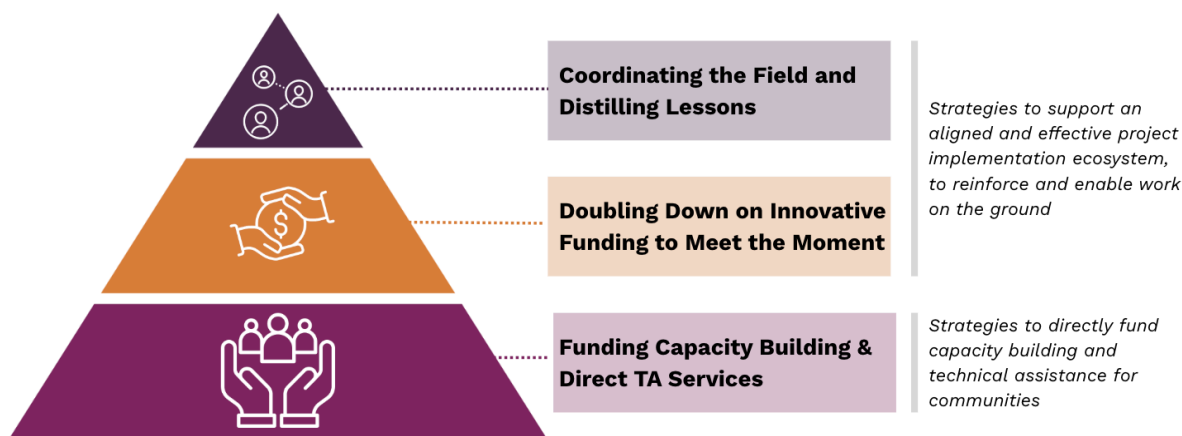 Coordinating the Field and
Distilling Lessons
Strategies to support an
aligned and effective project
implementation ecosystem,
to reinforce and enable work
on the ground
$
Doubling Down on Innovative
Funding to Meet the Moment
Funding Capacity Building &
Direct TA Services
Strategies to directly fund
capacity building and
technical assistance for
communities